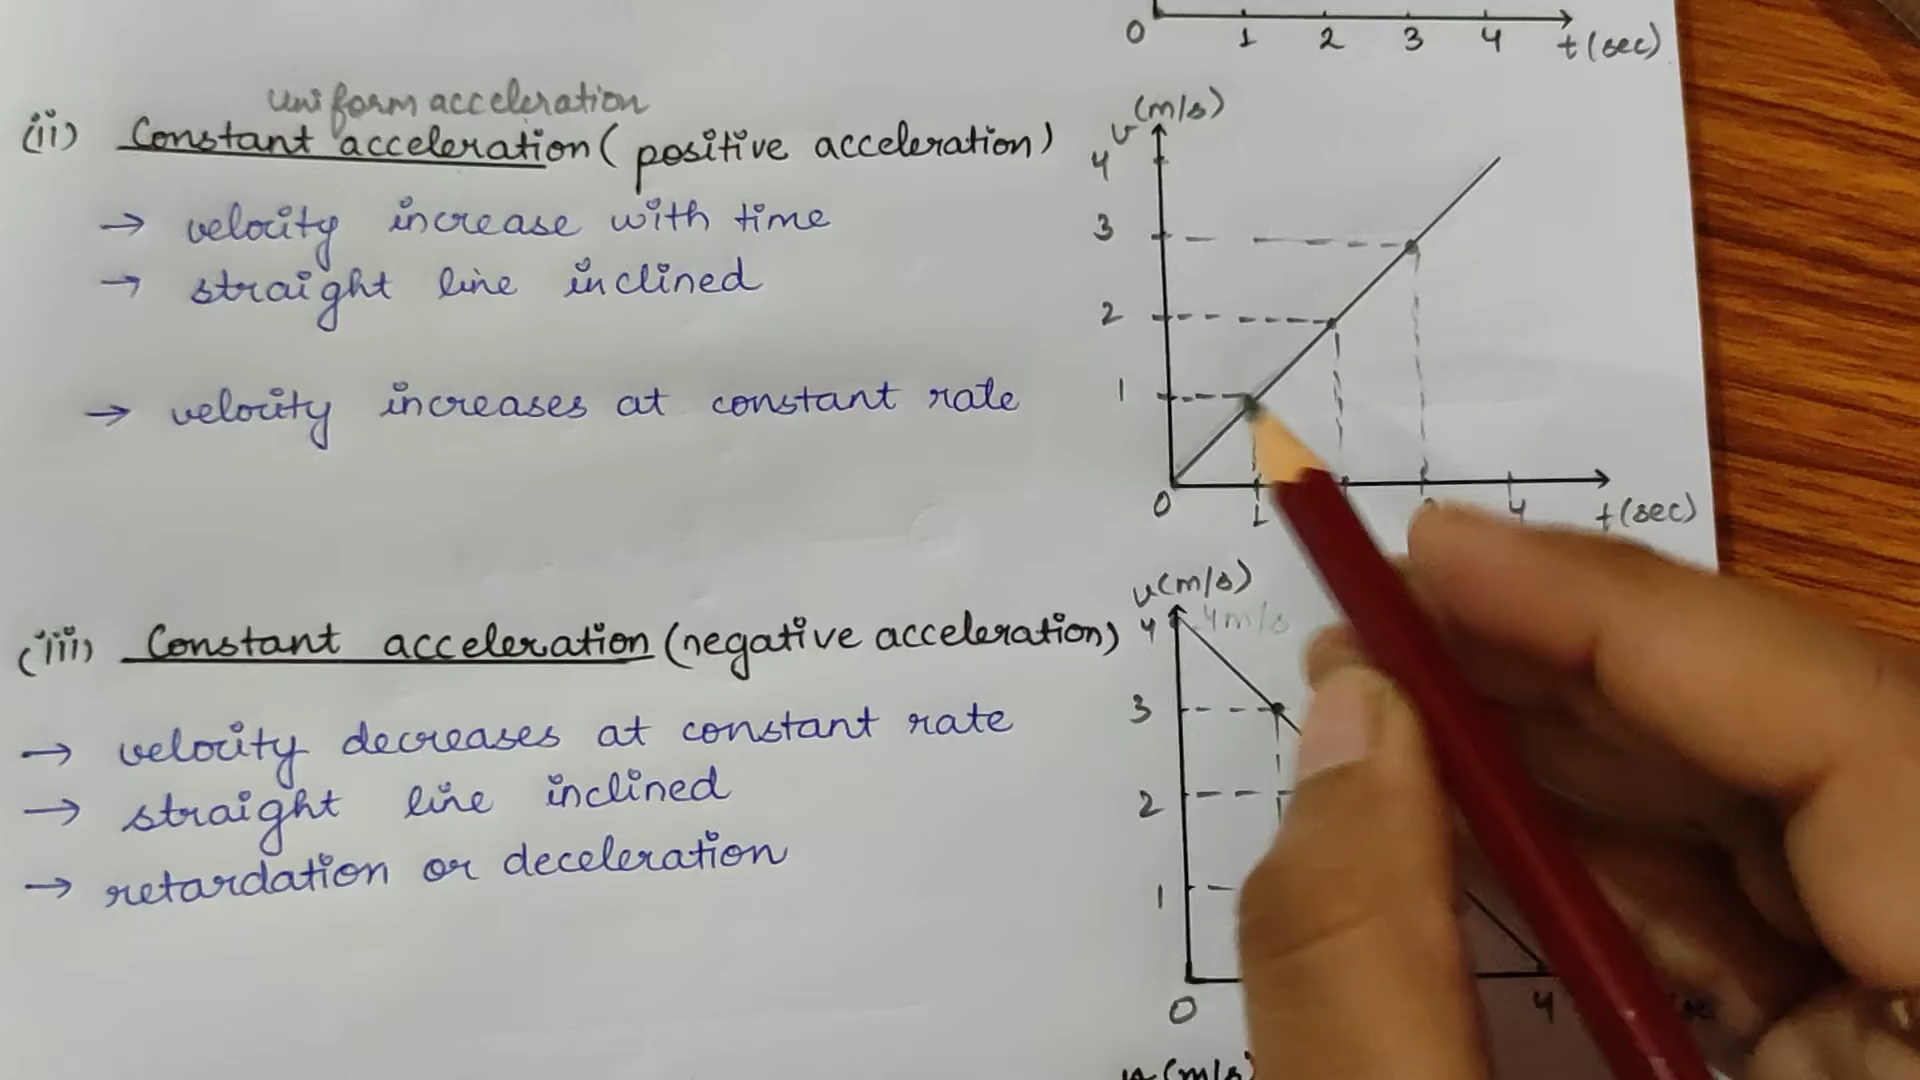 0 1 2 3 4 t(sec)
uniform acceleration
(ii) Constant acceleration (positive acceleration)
→ velocity increase with time
→ straight line inclined
→ velocity increases at constant rate
v (m/s)
4
3
2
1
0 1 4 t(sec)
(iii) Constant acceleration (negative acceleration)
→ velocity decreases at constant rate
→ straight line inclined
→ retardation or deceleration
v(m/s)
4 4m/s
3
2
1
0 4
v(m/s)